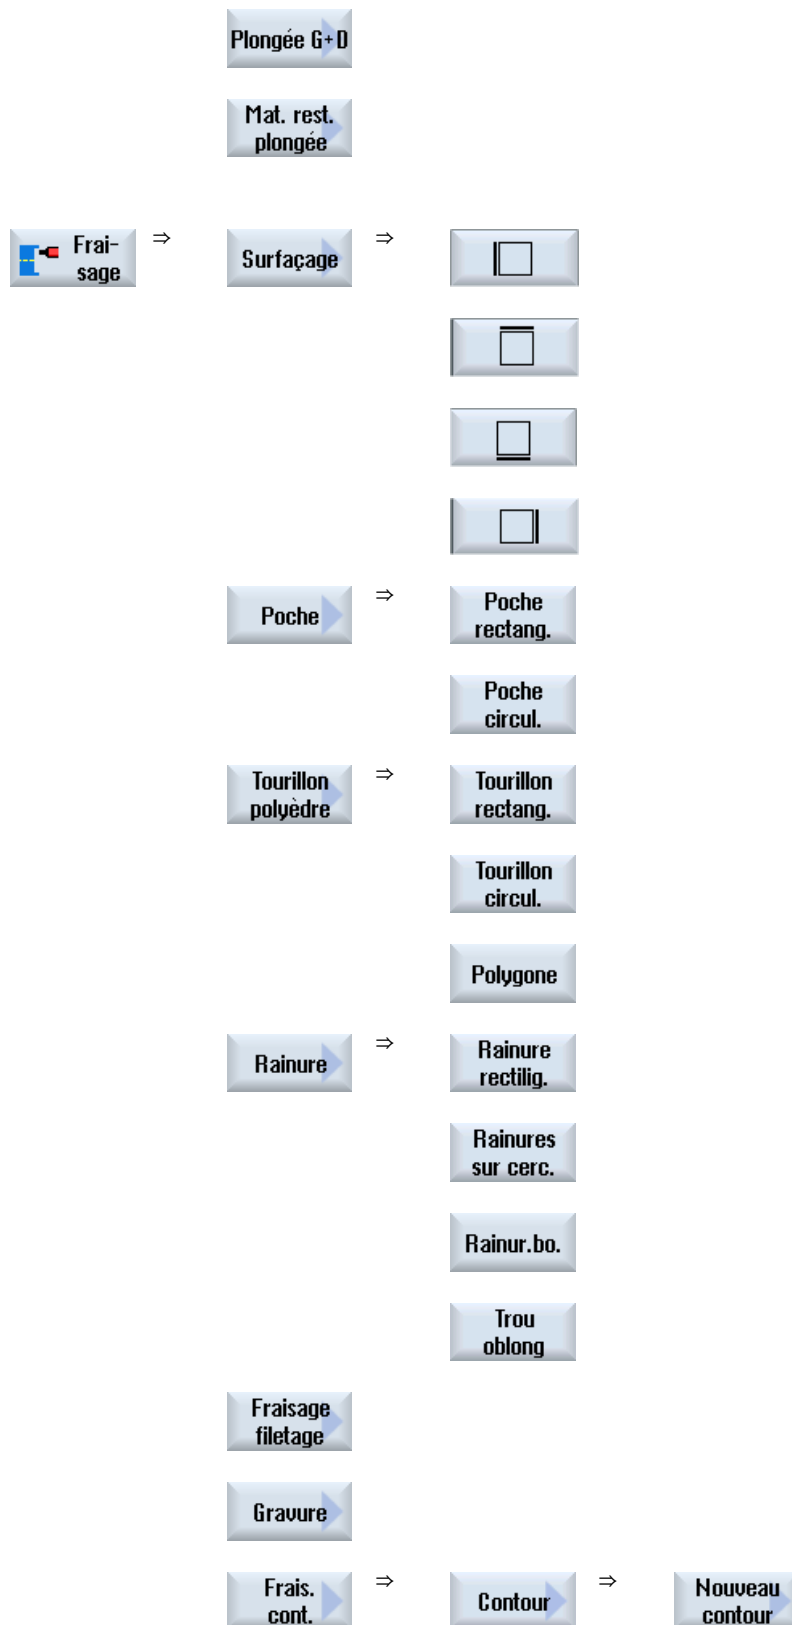 Plongée G+D
Mat. rest.
plongée
Frai-
sage
⇒
Surfaçage
⇒
Poche
⇒
Poche
rectang.
Poche
circul.
Tourillon
polyèdre
⇒
Tourillon
rectang.
Tourillon
circul.
Polygone
Rainure
⇒
Rainure
rectilig.
Rainures
sur cerc.
Rainur.bo.
Trou
oblong
Fraisage
filetage
Gravure
Frais.
cont.
⇒
Contour
⇒
Nouveau
contour